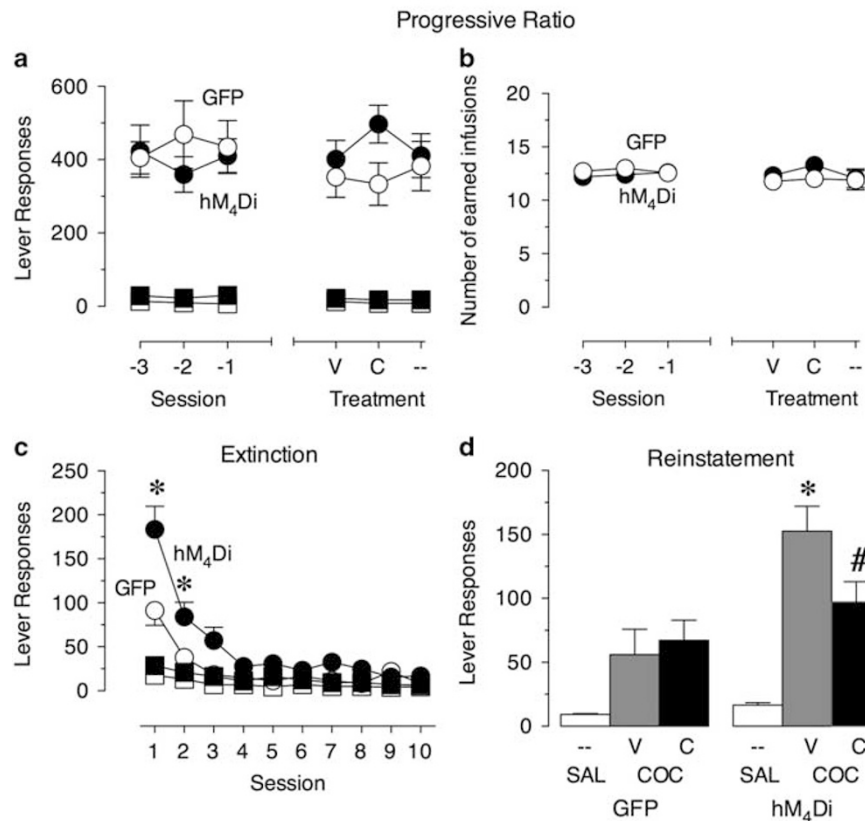 Progressive Ratio
a
600
400
200
0
Lever Responses
GFP
hM₄Di
-3 -2 -1
V C --
Session
Treatment
b
20
15
10
5
0
Number of earned infusions
GFP
hM₄Di
-3 -2 -1
V C --
Session
Treatment
c
Extinction
250
200
150
100
50
0
Lever Responses
*
hM₄Di
*
GFP
1 2 3 4 5 6 7 8 9 10
Session
d
Reinstatement
200
150
100
50
0
Lever Responses
*
#
-- V C
SAL COC
GFP
-- V C
SAL COC
hM₄Di